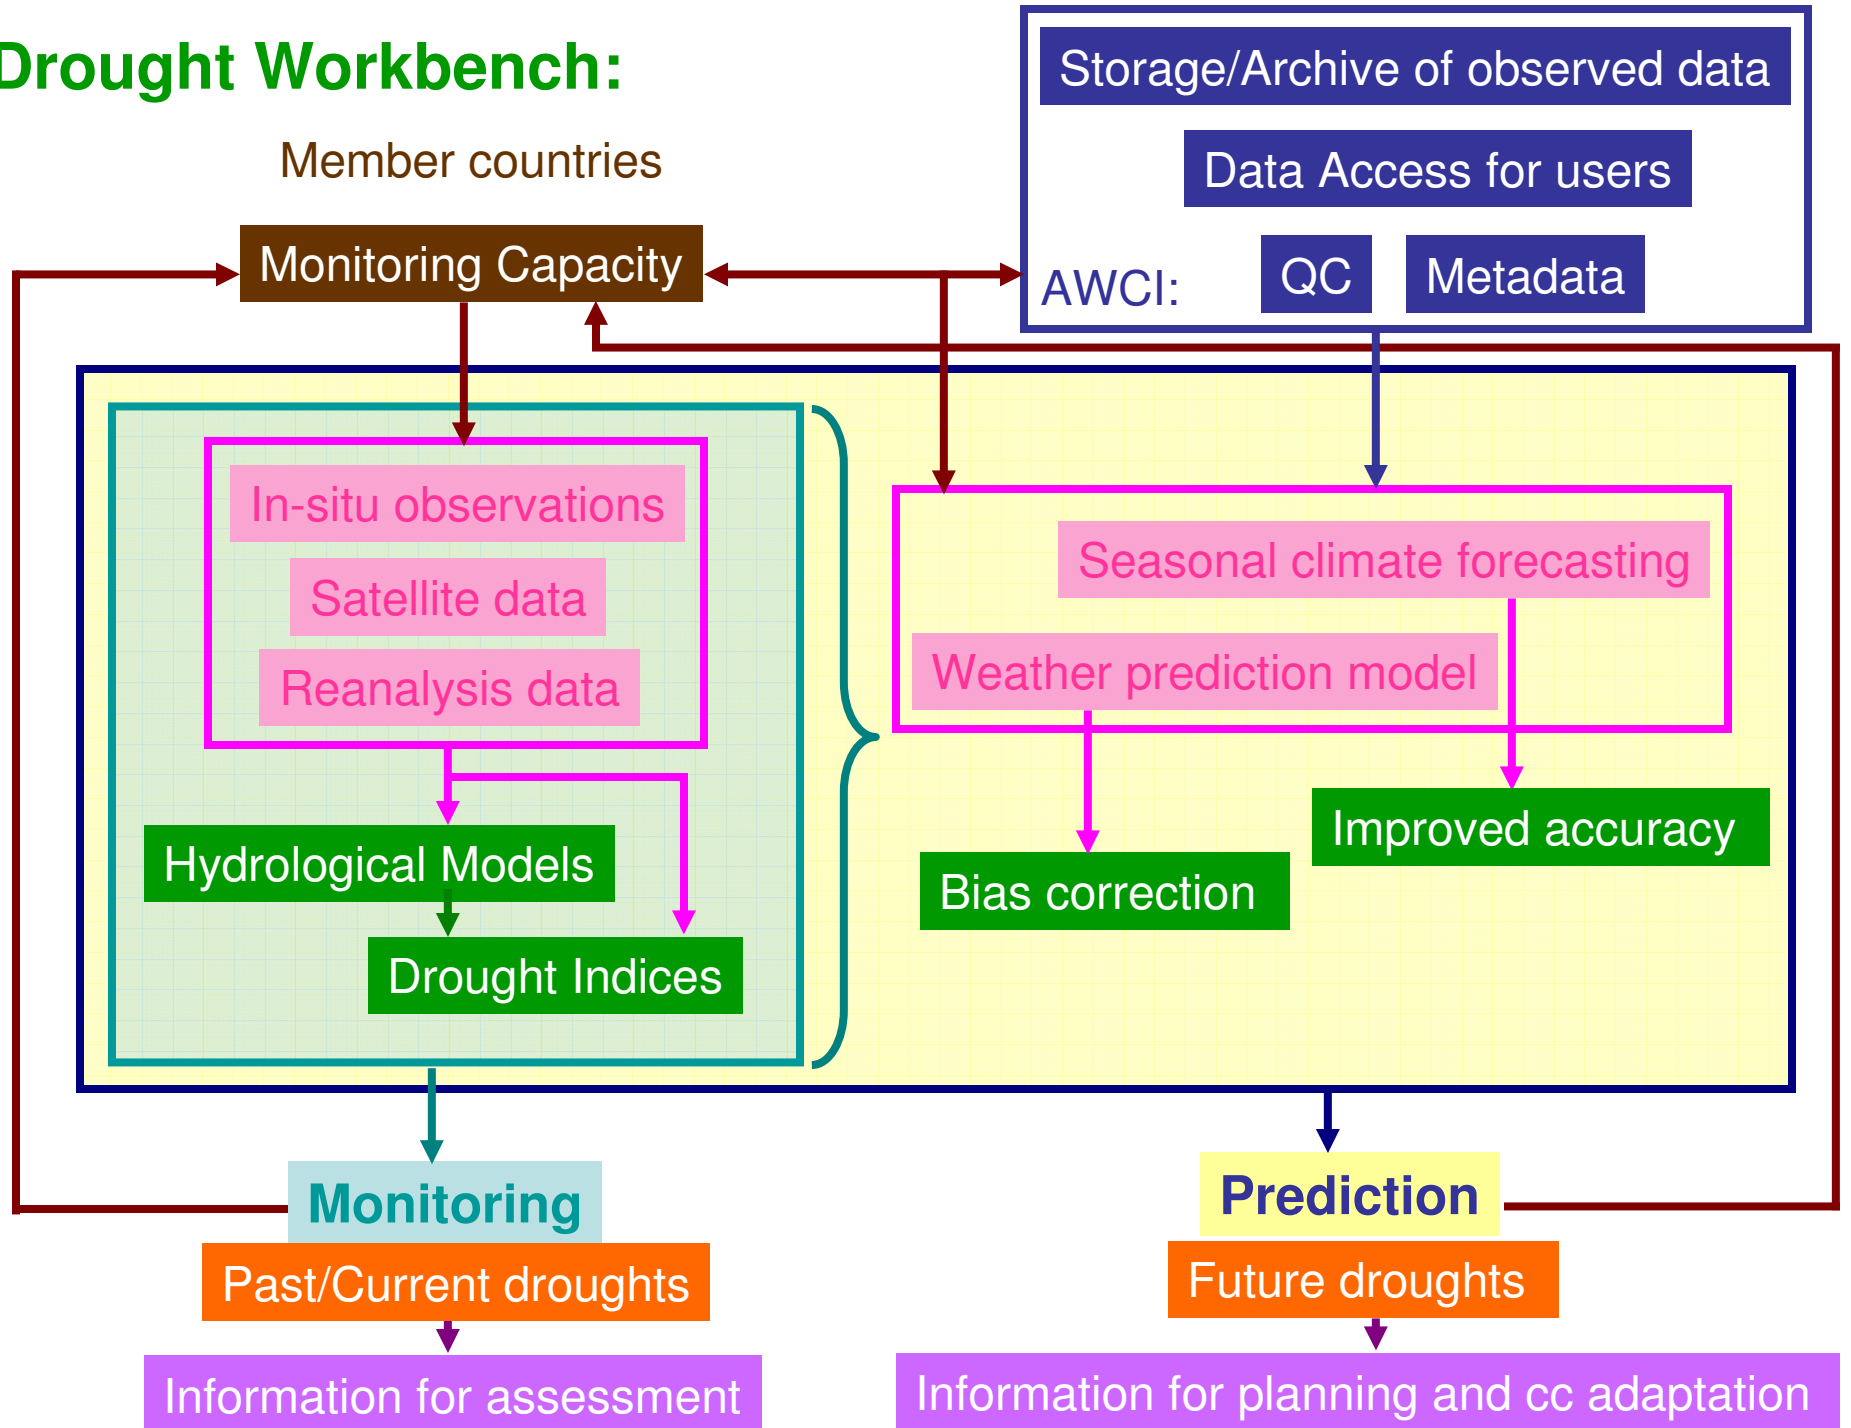 Drought Workbench:
Member countries
Monitoring Capacity
Storage/Archive of observed data
Data Access for users
AWCI:
QC
Metadata
In-situ observations
Satellite data
Reanalysis data
Hydrological Models
Drought Indices
Seasonal climate forecasting
Weather prediction model
Improved accuracy
Bias correction
Monitoring
Past/Current droughts
Information for assessment
Prediction
Future droughts
Information for planning and cc adaptation